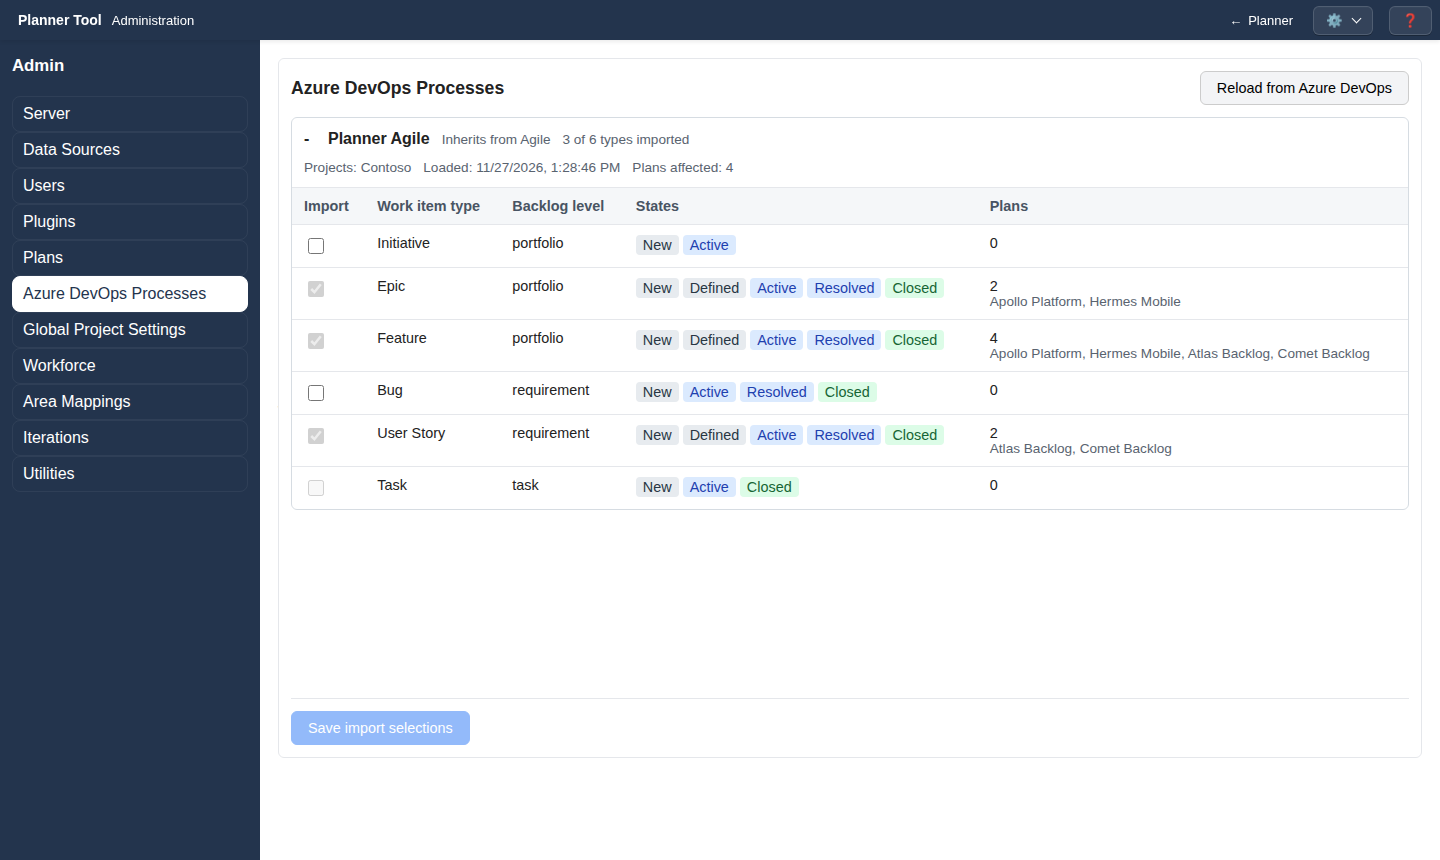 Planner Tool Administration
← Planner
Admin
Server
Data Sources
Users
Plugins
Plans
Azure DevOps Processes
Global Project Settings
Workforce
Area Mappings
Iterations
Utilities
Azure DevOps Processes
Reload from Azure DevOps
- Planner Agile Inherits from Agile 3 of 6 types imported
Projects: Contoso Loaded: 11/27/2026, 1:28:46 PM Plans affected: 4
Import Work item type Backlog level States Plans
Initiative portfolio New Active 0
Epic portfolio New Defined Active Resolved Closed 2
Apollo Platform, Hermes Mobile
Feature portfolio New Defined Active Resolved Closed 4
Apollo Platform, Hermes Mobile, Atlas Backlog, Comet Backlog
Bug requirement New Active Resolved Closed 0
User Story requirement New Defined Active Resolved Closed 2
Atlas Backlog, Comet Backlog
Task task New Active Closed 0
Save import selections